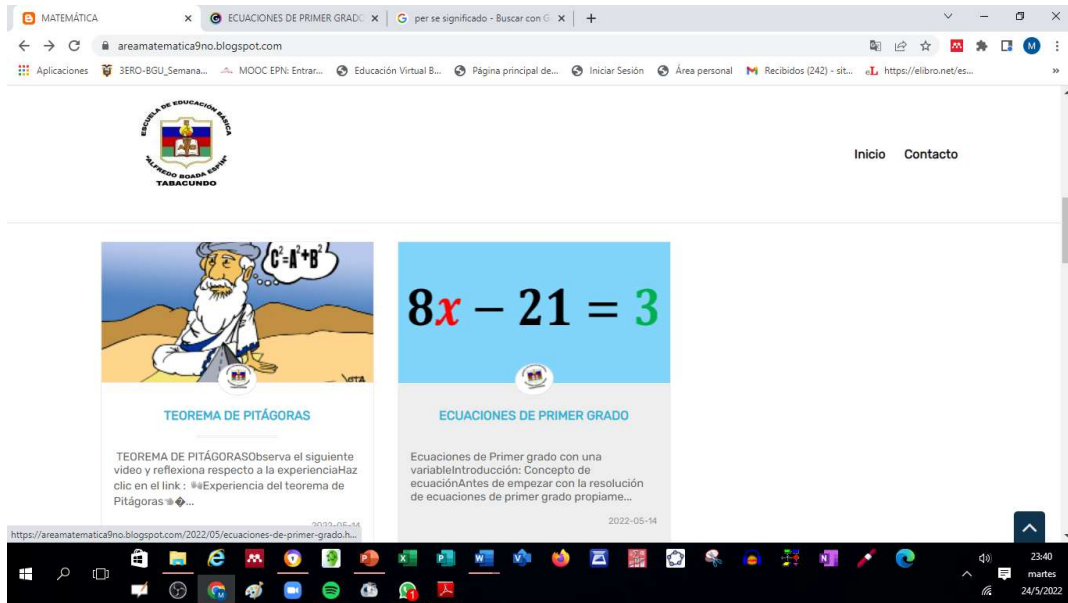 MATEMÁTICA
ECUACIONES DE PRIMER GRADO
per se significado - Buscar con G
areamatematica9no.blogspot.com
M
Aplicaciones
3ERO-BGU_Semana...
MOOC EPN: Entrar...
Educación Virtual B...
Página principal de...
Iniciar Sesión
Área personal
Recibidos (242) - sit...
https://elibro.net/es...
ESCUELA DE EDUCACIÓN BÁSICA
"ALFREDO BOADA ESPÍN"
TABACUNDO
Inicio Contacto
C²=A²+B²
8x − 21 = 3
TEOREMA DE PITÁGORAS
TEOREMA DE PITÁGORASObserva el siguiente
video y reflexiona respecto a la experienciaHaz
clic en el link : Experiencia del teorema de
Pitágoras...
2022-05-14
ECUACIONES DE PRIMER GRADO
Ecuaciones de Primer grado con una
variableIntroducción: Concepto de
ecuaciónAntes de empezar con la resolución
de ecuaciones de primer grado propiame...
2022-05-14
https://areamatematica9no.blogspot.com/2022/05/ecuaciones-de-primer-grado.h...
23:40
martes
24/5/2022